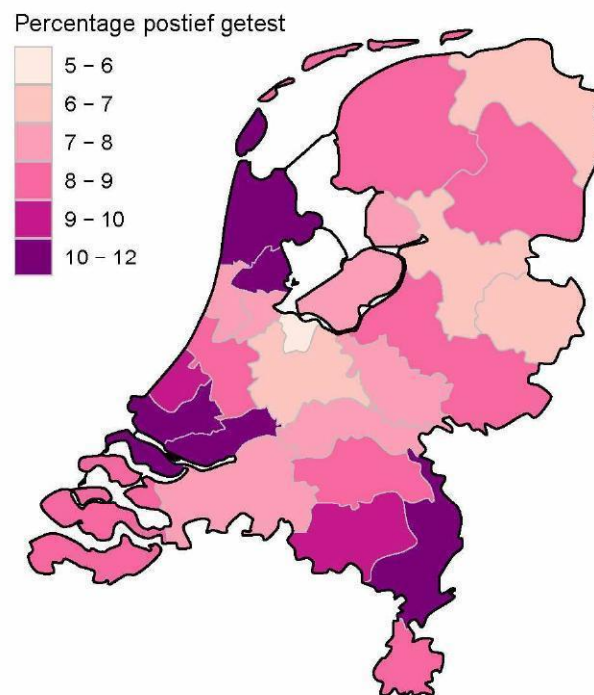 Percentage postief getest
5 – 6
6 – 7
7 – 8
8 – 9
9 – 10
10 – 12